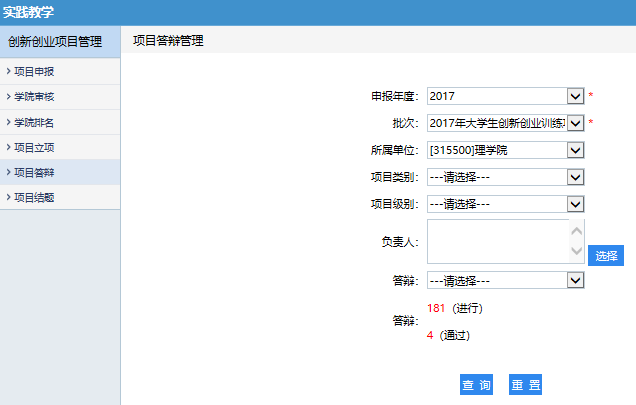 实践教学
创新创业项目管理
项目申报
学院审核
学院排名
项目立项
项目答辩
项目结题
项目答辩管理
申报年度： 2017 *
批次： 2017年大学生创新创业训练 *
所属单位： [315500]理学院
项目类别： ---请选择---
项目级别： ---请选择---
负责人： 选择
答辩： ---请选择---
答辩： 181（进行）
4（通过）
查 询 重 置